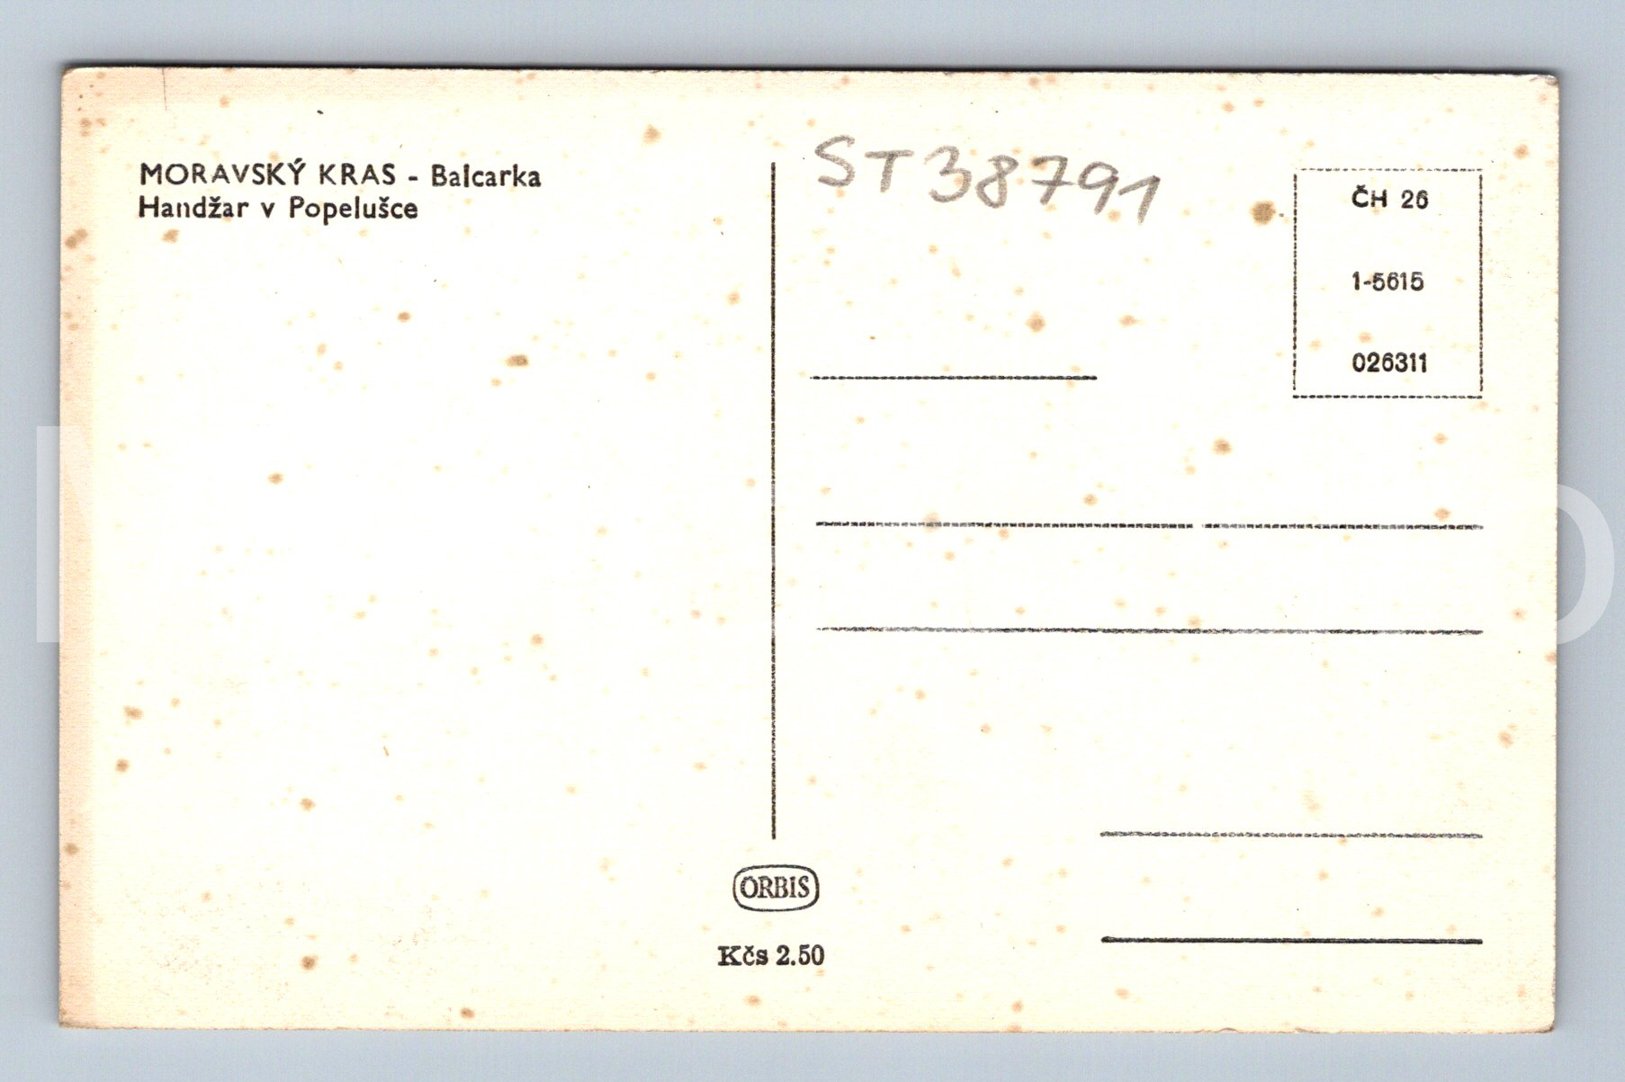 MORAVSKÝ KRAS - Balcarka
Handžar v Popelušce
ST38791
ČH 26
1-5615
026311
ORBIS
Kčs 2.50